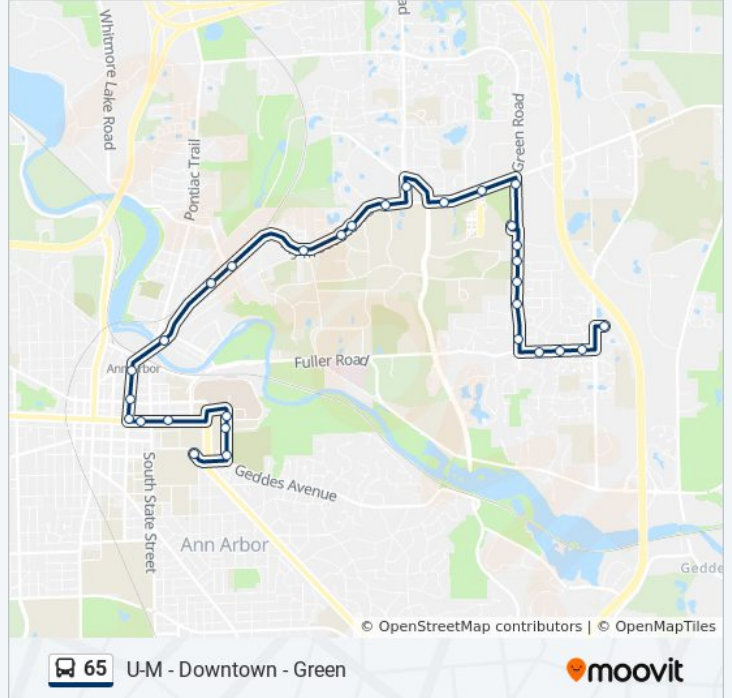 ad
Whitmore Lake Road
Green Road
Pontiac Trail
Ann Arbor
Fuller Road
South State Street
Geddes Avenue
Ann Arbor
Gedde
© OpenStreetMap contributors | © OpenMapTiles
65 U-M - Downtown - Green
moovit